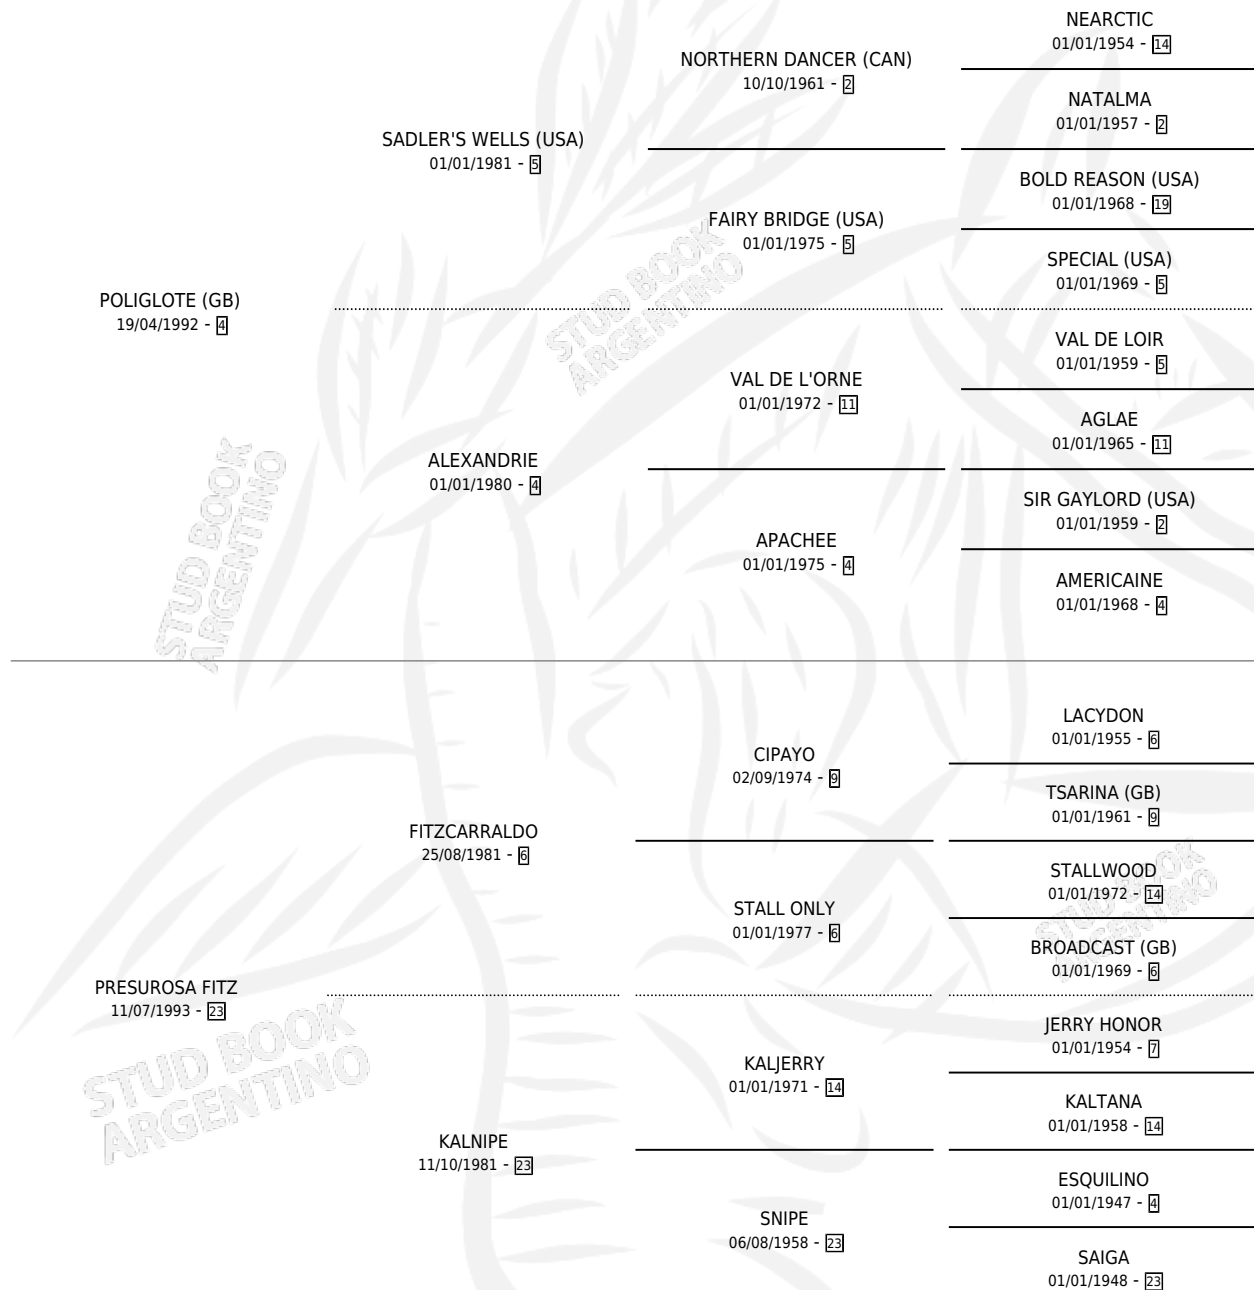 NEARCTIC
01/01/1954 - 14
NORTHERN DANCER (CAN)
10/10/1961 - 2
NATALMA
01/01/1957 - 2
SADLER'S WELLS (USA)
01/01/1981 - 5
BOLD REASON (USA)
01/01/1968 - 19
FAIRY BRIDGE (USA)
01/01/1975 - 5
SPECIAL (USA)
01/01/1969 - 5
STUD BOOK
ARGENTINO
POLIGLOTE (GB)
19/04/1992 - 4
VAL DE LOIR
01/01/1959 - 5
VAL DE L'ORNE
01/01/1972 - 11
AGLAE
01/01/1965 - 11
ALEXANDRIE
01/01/1980 - 4
SIR GAYLORD (USA)
01/01/1959 - 2
APACHEE
01/01/1975 - 4
AMERICAINE
01/01/1968 - 4
STUD BOOK
ARGENTINO
LACYDON
01/01/1955 - 6
CIPAYO
02/09/1974 - 9
TSARINA (GB)
01/01/1961 - 9
FITZCARRALDO
25/08/1981 - 6
STALLWOOD
01/01/1972 - 14
STALL ONLY
01/01/1977 - 6
BROADCAST (GB)
01/01/1969 - 6
STUD BOOK
ARGENTINO
PRESUROSA FITZ
11/07/1993 - 23
JERRY HONOR
01/01/1954 - 7
KALJERRY
01/01/1971 - 14
KALTANA
01/01/1958 - 14
STUD BOOK
ARGENTINO
KALNIPE
11/10/1981 - 23
ESQUILINO
01/01/1947 - 4
SNIPE
06/08/1958 - 23
SAIGA
01/01/1948 - 23